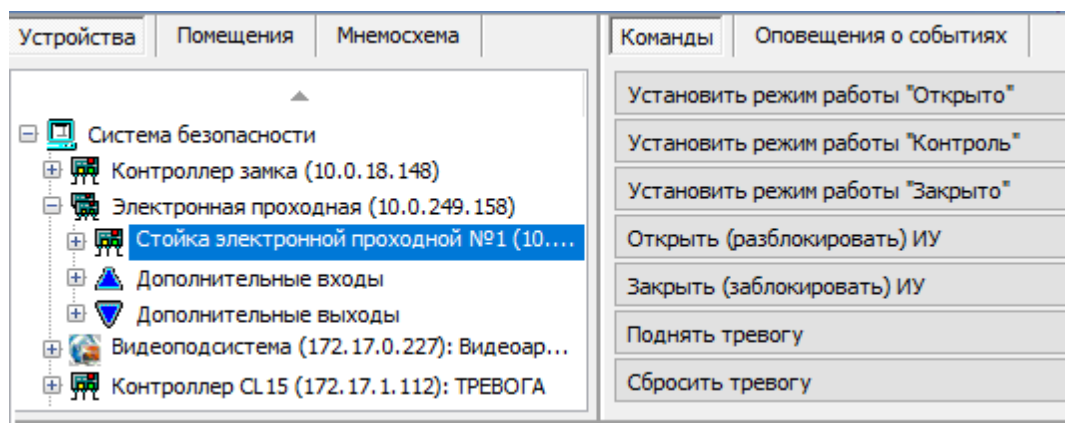 Устройства Помещения Мнемосхема
Система безопасности
Контроллер замка (10.0.18.148)
Электронная проходная (10.0.249.158)
Стойка электронной проходной №1 (10....
Дополнительные входы
Дополнительные выходы
Видеоподсистема (172.17.0.227): Видеоар...
Контроллер CL15 (172.17.1.112): ТРЕВОГА
Команды Оповещения о событиях
Установить режим работы "Открыто"
Установить режим работы "Контроль"
Установить режим работы "Закрыто"
Открыть (разблокировать) ИУ
Закрыть (заблокировать) ИУ
Поднять тревогу
Сбросить тревогу